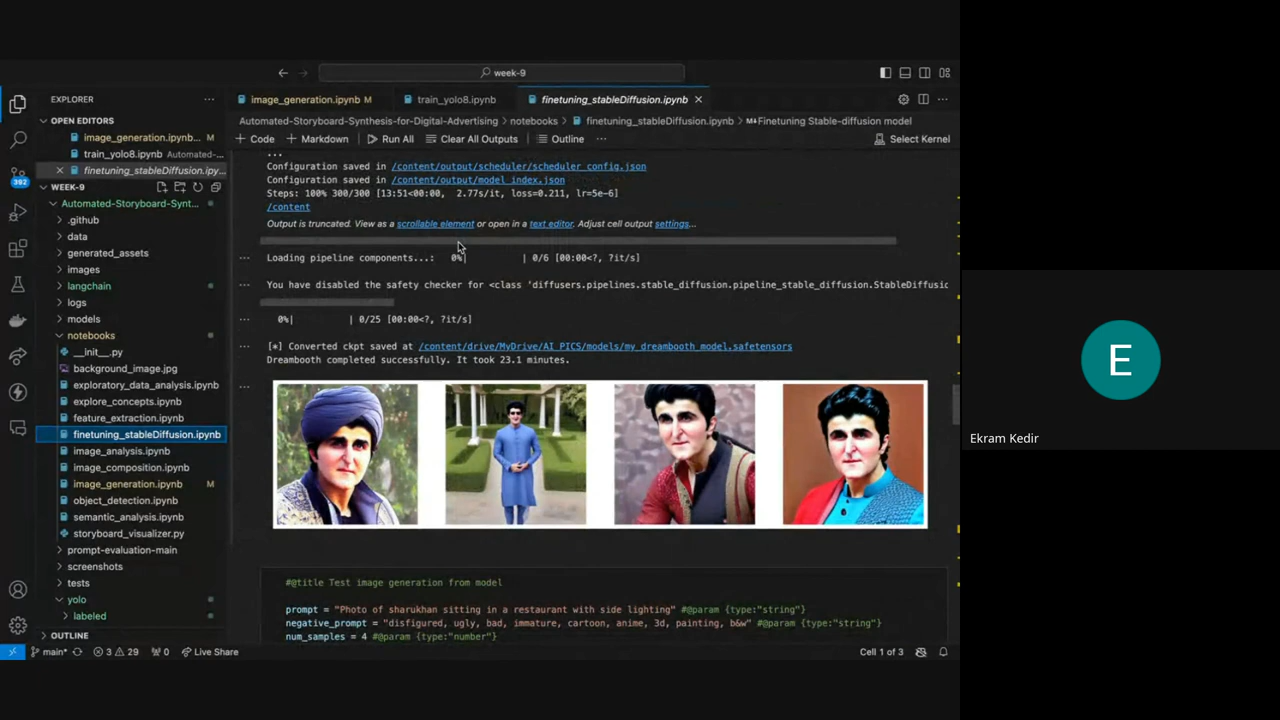 week-9
EXPLORER
OPEN EDITORS
image_generation.ipynb... M
train_yolo8.ipynb Automated-...
finetuning_stableDiffusion.ipy...
WEEK-9
Automated-Storyboard-Synt...
.github
data
generated_assets
images
langchain
logs
models
notebooks
__init__.py
background_image.jpg
exploratory_data_analysis.ipynb
explore_concepts.ipynb
feature_extraction.ipynb
finetuning_stableDiffusion.ipynb
image_analysis.ipynb
image_composition.ipynb
image_generation.ipynb M
object_detection.ipynb
semantic_analysis.ipynb
storyboard_visualizer.py
prompt-evaluation-main
screenshots
tests
yolo
labeled
OUTLINE
392
image_generation.ipynb M
train_yolo8.ipynb
finetuning_stableDiffusion.ipynb
Automated-Storyboard-Synthesis-for-Digital-Advertising > notebooks > finetuning_stableDiffusion.ipynb > M↓Finetuning Stable-diffusion model
+ Code + Markdown Run All Clear All Outputs Outline ... Select Kernel
...
Configuration saved in /content/output/scheduler/scheduler_config.json
Configuration saved in /content/output/model_index.json
Steps: 100% 300/300 [13:51<00:00, 2.77s/it, loss=0.211, lr=5e-6]
/content
Output is truncated. View as a scrollable element or open in a text editor. Adjust cell output settings...
Loading pipeline components...: 0%| | 0/6 [00:00<?, ?it/s]
You have disabled the safety checker for <class 'diffusers.pipelines.stable_diffusion.pipeline_stable_diffusion.StableDiffusic
0%| | 0/25 [00:00<?, ?it/s]
[*] Converted ckpt saved at /content/drive/MyDrive/AI_PICS/models/my_dreambooth_model.safetensors
Dreambooth completed successfully. It took 23.1 minutes.
#@title Test image generation from model
prompt = "Photo of sharukhan sitting in a restaurant with side lighting" #@param {type:"string"}
negative_prompt = "disfigured, ugly, bad, immature, cartoon, anime, 3d, painting, b&w" #@param {type:"string"}
num_samples = 4 #@param {type:"number"}
main* 3 29 0 Live Share Cell 1 of 3
E
Ekram Kedir